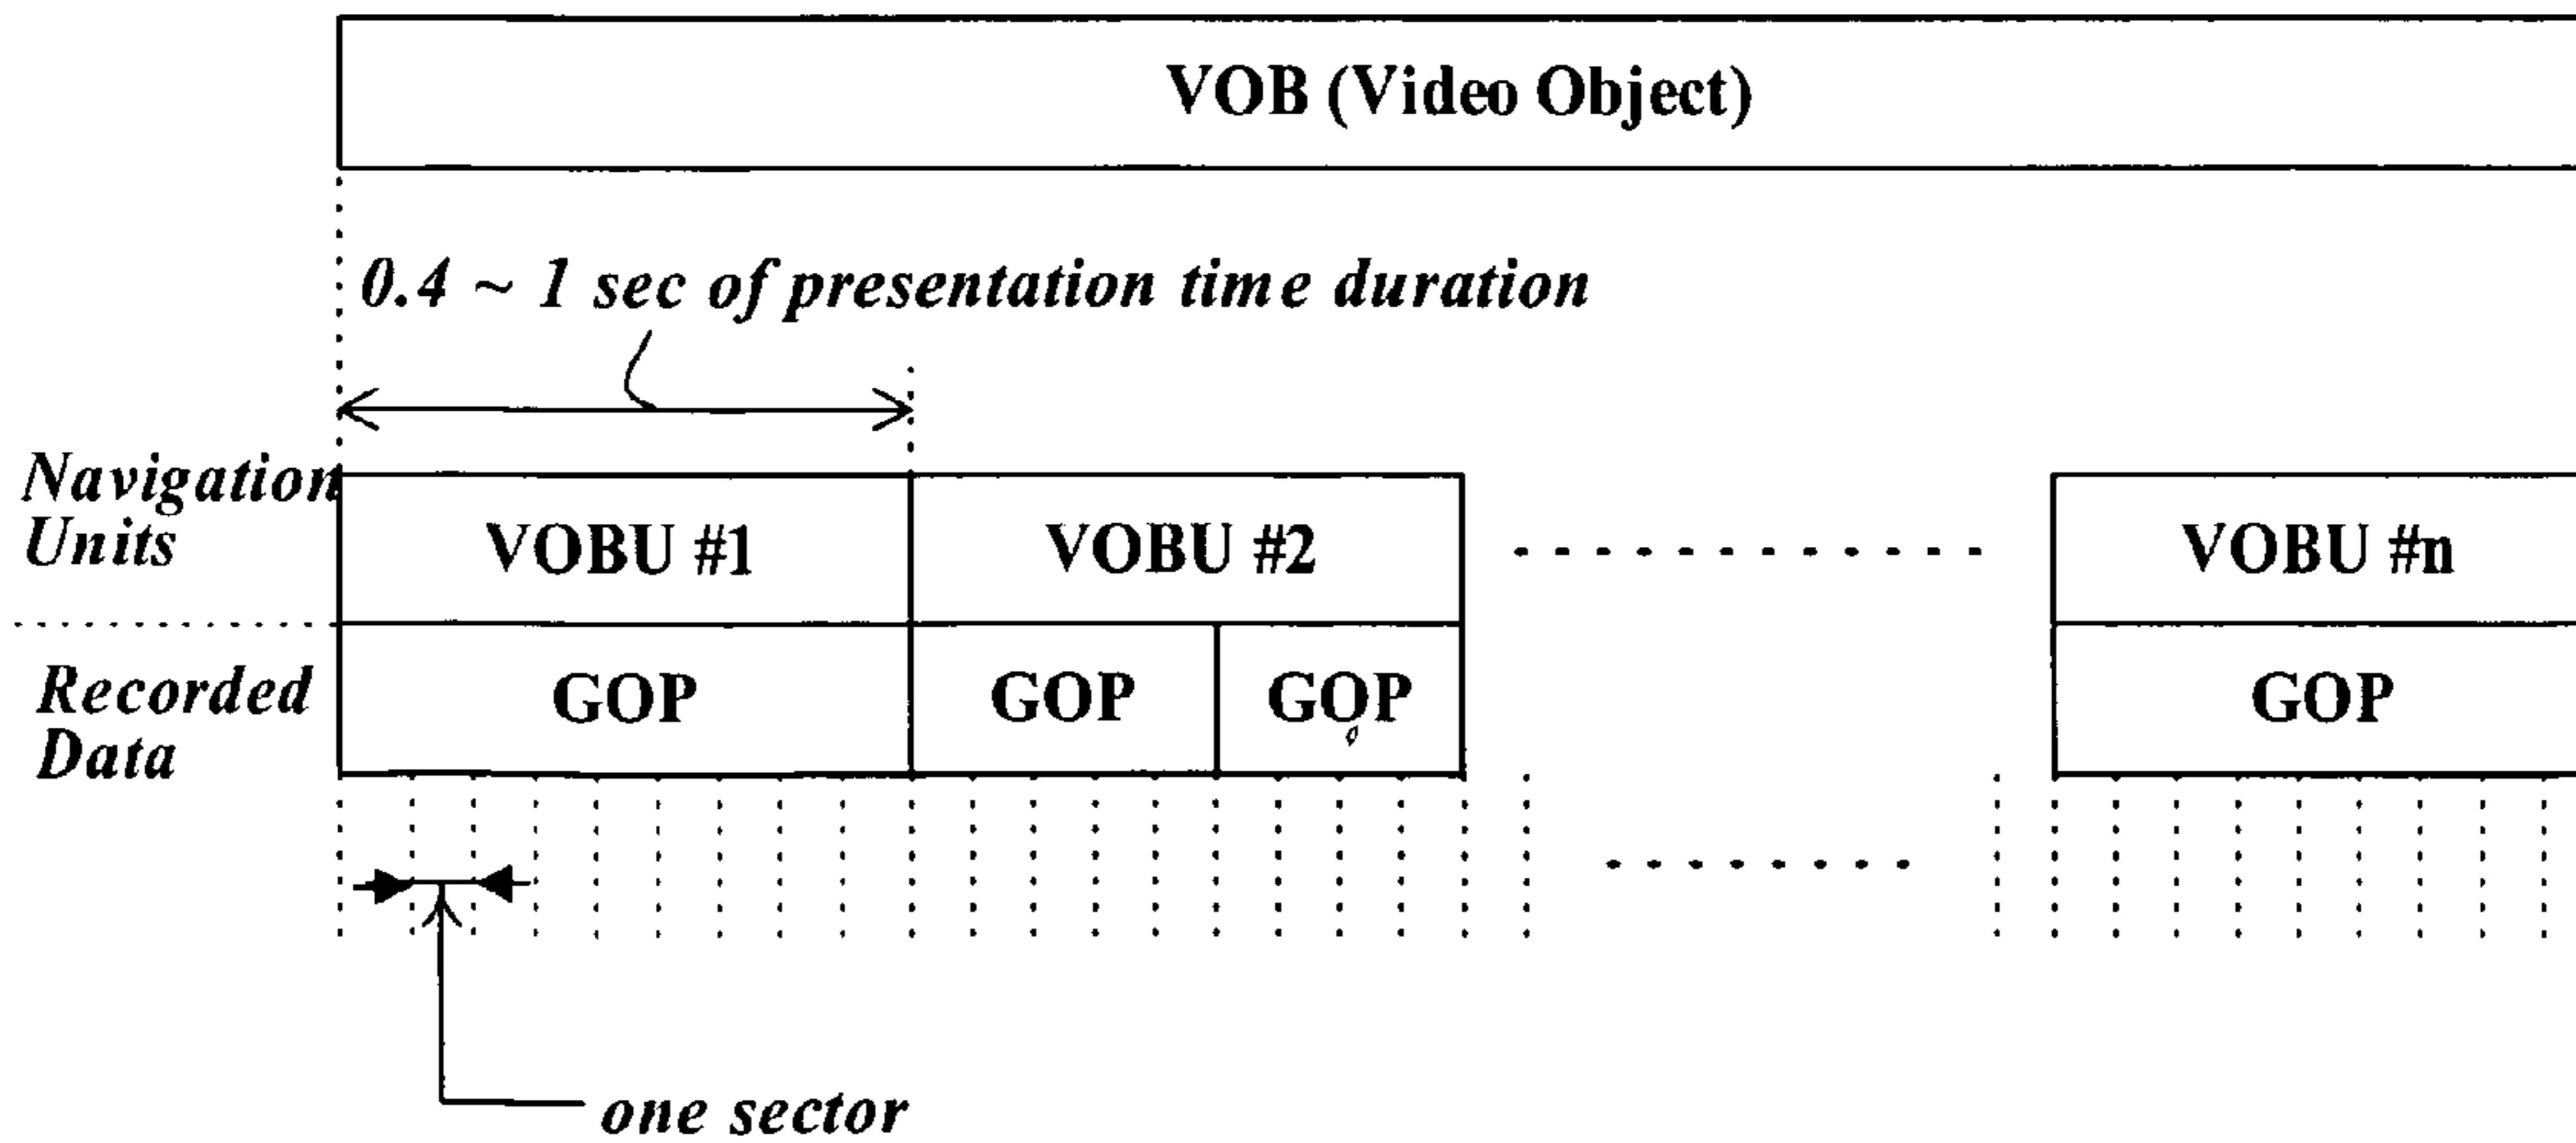 VOB (Video Object)
0.4 ~ 1 sec of presentation time duration
Navigation
Units
VOBU #1
VOBU #2
VOBU #n
Recorded
Data
GOP
GOP
GOP
GOP
one sector